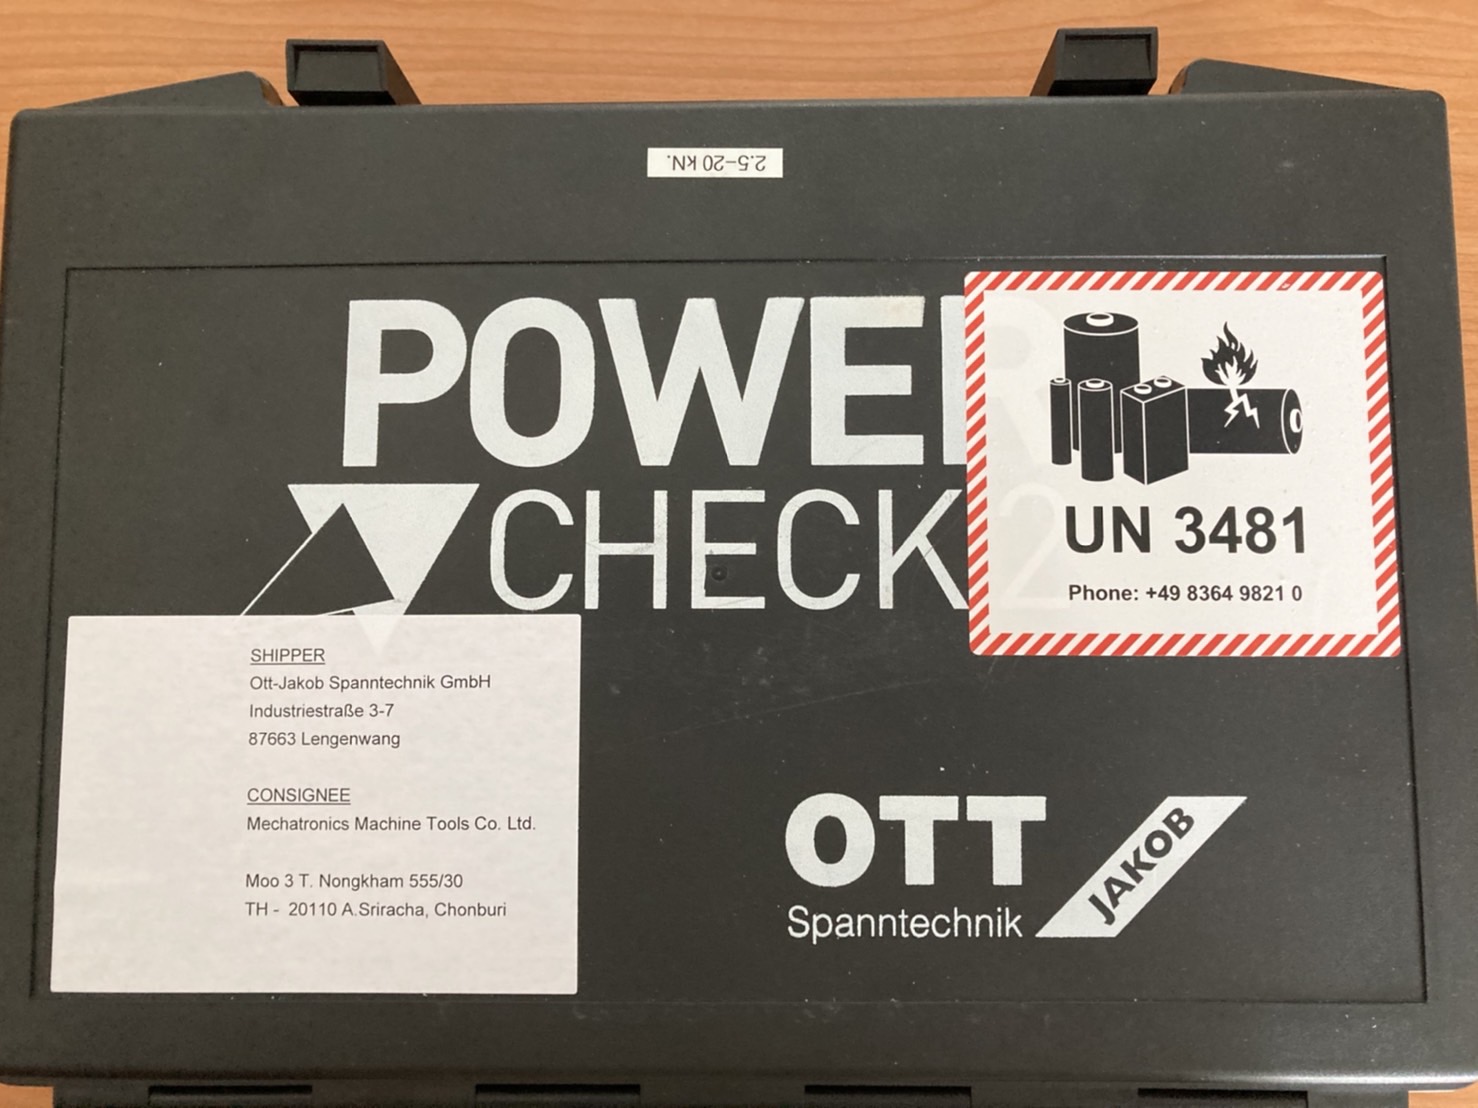 2.5-20 kN.
POWER
CHECK 2
UN 3481
Phone: +49 8364 9821 0
SHIPPER
Ott-Jakob Spanntechnik GmbH
Industriestraße 3-7
87663 Lengenwang
CONSIGNEE
Mechatronics Machine Tools Co. Ltd.
Moo 3 T. Nongkham 555/30
TH - 20110 A.Sriracha, Chonburi
OTT
JAKOB
Spanntechnik